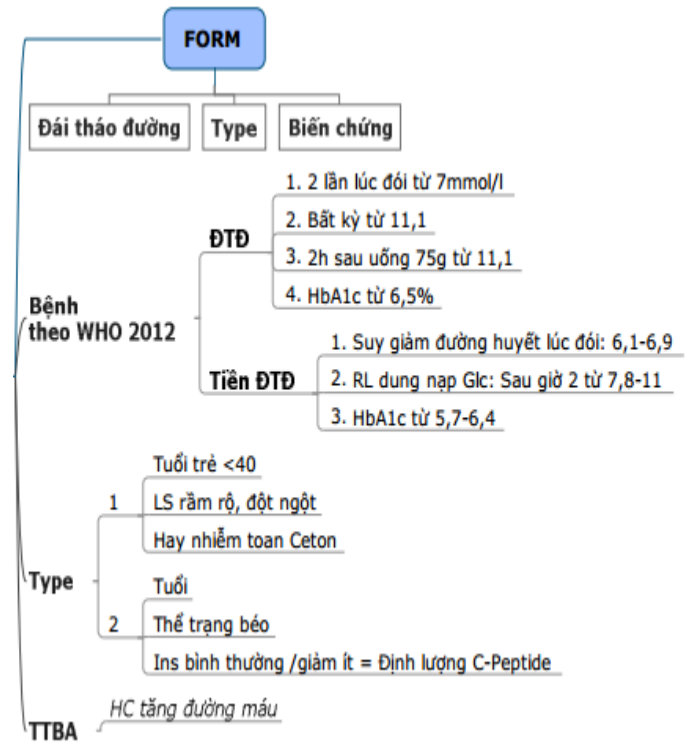 FORM
Đái tháo đường
Type
Biến chứng
Bệnh
theo WHO 2012
ĐTĐ
1. 2 lần lúc đói từ 7mmol/l
2. Bất kỳ từ 11,1
3. 2h sau uống 75g từ 11,1
4. HbA1c từ 6,5%
Tiền ĐTĐ
1. Suy giảm đường huyết lúc đói: 6,1-6,9
2. RL dung nạp Glc: Sau giờ 2 từ 7,8-11
3. HbA1c từ 5,7-6,4
Type
1
Tuổi trẻ <40
LS rầm rộ, đột ngột
Hay nhiễm toan Ceton
2
Tuổi
Thể trạng béo
Ins bình thường /giảm ít = Định lượng C-Peptide
TTBA
HC tăng đường máu